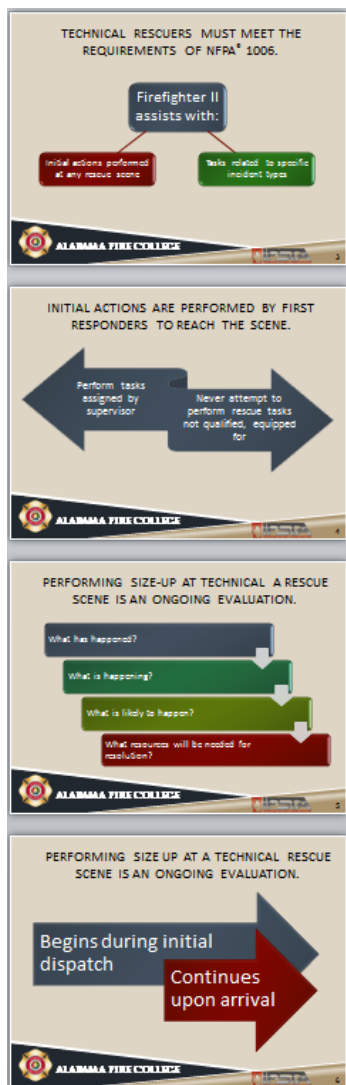 TECHNICAL RESCUERS MUST MEET THE
REQUIREMENTS OF NFPA® 1006.
Firefighter II
assists with:
Initial actions performed
at any rescue scene
Tasks related to specific
incident types
ALABAMA FIRE COLLEGE
3
INITIAL ACTIONS ARE PERFORMED BY FIRST
RESPONDERS TO REACH THE SCENE.
Perform tasks
assigned by
supervisor
Never attempt to
perform rescue tasks
not qualified, equipped
for
ALABAMA FIRE COLLEGE
4
PERFORMING SIZE-UP AT TECHNICAL A RESCUE
SCENE IS AN ONGOING EVALUATION.
What has happened?
What is happening?
What is likely to happen?
What resources will be needed for
resolution?
ALABAMA FIRE COLLEGE
5
PERFORMING SIZE UP AT A TECHNICAL RESCUE
SCENE IS AN ONGOING EVALUATION.
Begins during initial
dispatch
Continues
upon arrival
ALABAMA FIRE COLLEGE
6